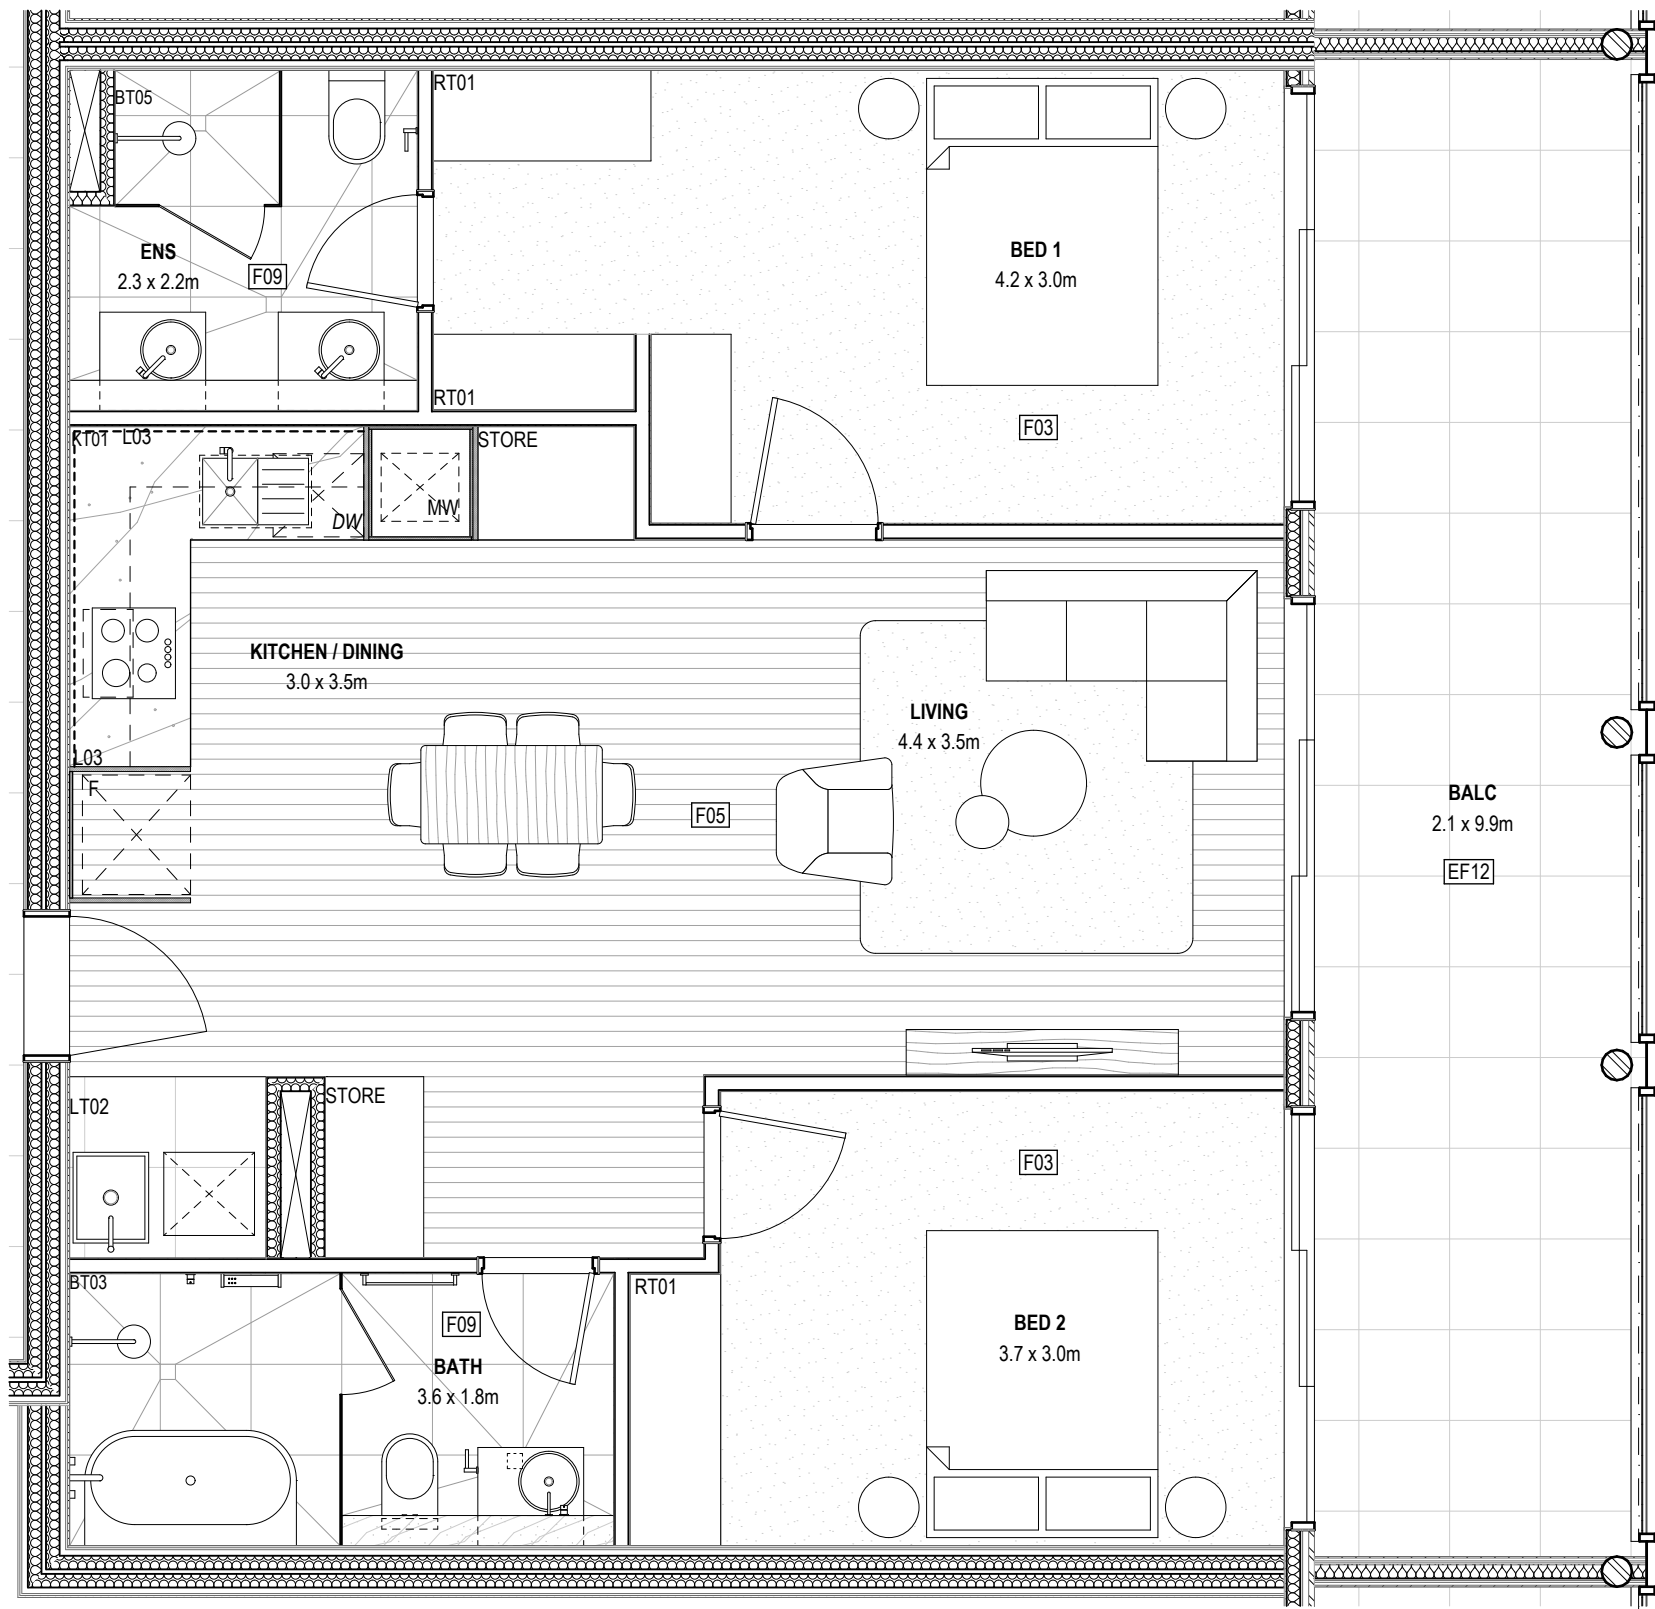 BT05
RT01
ENS
2.3 x 2.2m
F09
BED 1
4.2 x 3.0m
RT01
F03
KT01
L03
STORE
DW
MW
KITCHEN / DINING
3.0 x 3.5m
LIVING
4.4 x 3.5m
L03
F
F05
BALC
2.1 x 9.9m
EF12
LT02
STORE
F03
BT03
RT01
F09
BATH
3.6 x 1.8m
BED 2
3.7 x 3.0m